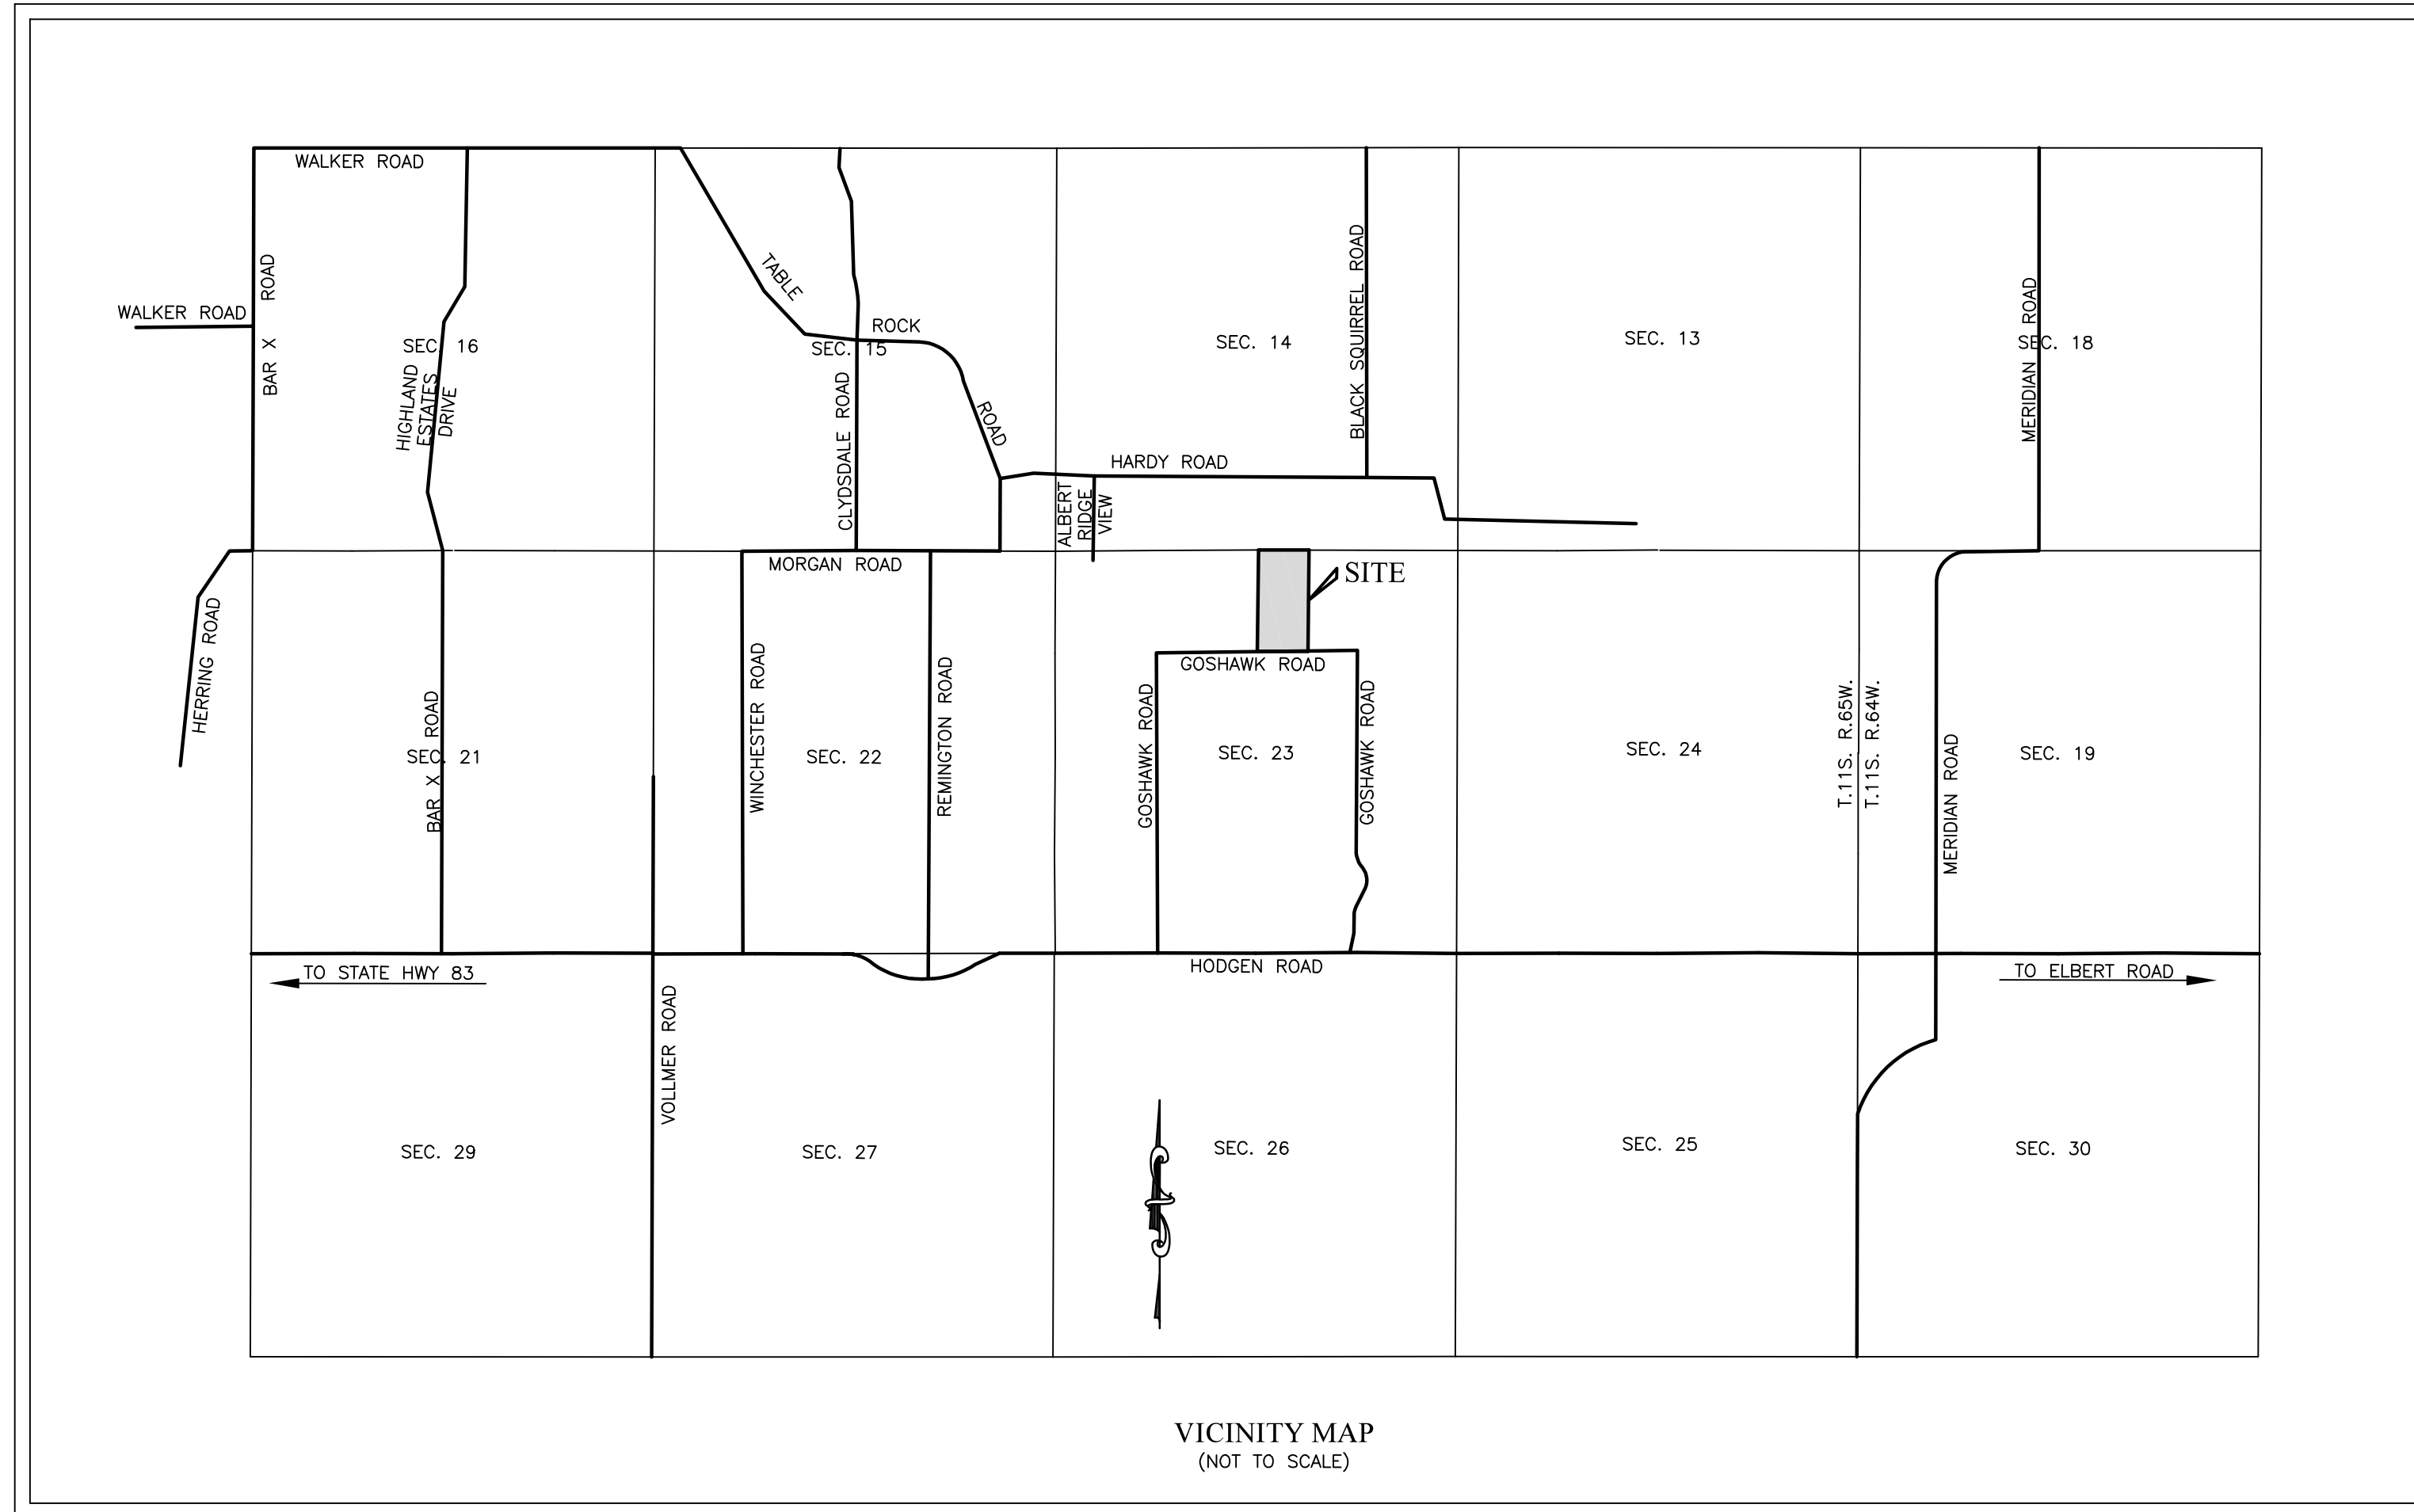 WALKER ROAD
BAR X ROAD
WALKER ROAD
HIGHLAND
ESTATES
DRIVE
SEC. 16
TABLE
ROCK
ROAD
SEC. 15
CLYDSDALE ROAD
SEC. 14
BLACK SQUIRREL ROAD
SEC. 13
MERIDIAN ROAD
SEC. 18
HARDY ROAD
ALBERT
RIDGE
VIEW
MORGAN ROAD
SITE
HERRING ROAD
BAR X ROAD
SEC. 21
WINCHESTER ROAD
SEC. 22
REMINGTON ROAD
GOSHAWK ROAD
GOSHAWK ROAD
SEC. 23
GOSHAWK ROAD
SEC. 24
T.11S. R.65W.
T.11S. R.64W.
MERIDIAN ROAD
SEC. 19
TO STATE HWY 83
HODGEN ROAD
TO ELBERT ROAD
VOLLMER ROAD
SEC. 29
SEC. 27
SEC. 26
SEC. 25
SEC. 30
VICINITY MAP
(NOT TO SCALE)